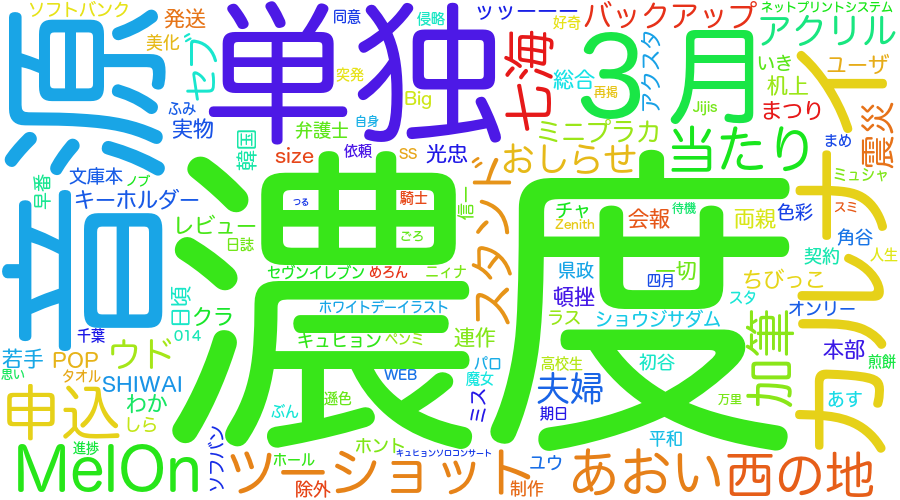 ソフトバンク
発送
美化
セブ
同意
侵略
ッッーーー
好奇
バックアップ
ネットプリントシステム
アクリル
音源
単独
七海
3月
アクスタ
いき
ユーザ
突発
Big
総合
再掲
Jijis
机上
まつり
ふみ
実物
自身
弁護士
ミニプラカ
カルナイ
震災
韓国
size
依頼
SS
光忠
おしらせ
当たり
まめ
早番
文庫本
ノブ
キーホルダー
つる
騎士
信一
スタンド
チャ
Zenith
会報
待機
両親
色彩
ミュシャ
スミ
レビュー
日誌
ごろ
濃度
角谷
セヴンイレブン
めろん
ニィナ
県政
一切
四月
ちびっこ
契約
人生
日頃
クラ
ホワイトデーイラスト
頓挫
スタ
オンリー
千葉
014
キュヒョン
ペンミ
連作
ラス
ショウジサダム
加筆
本部
煎餅
若手
POP
ウド
思い
タオル
SHIWAI
WEB
パロ
魔女
高校生
初谷
申込
わか
しら
ぶん
遜色
ミス
夫婦
期日
万里
あす
進捗
ソフバン
ホント
平和
キュヒョンソロコンサート
MelOn
ツーショット
ホール
除外
ユウ
制作
あおい
西の地